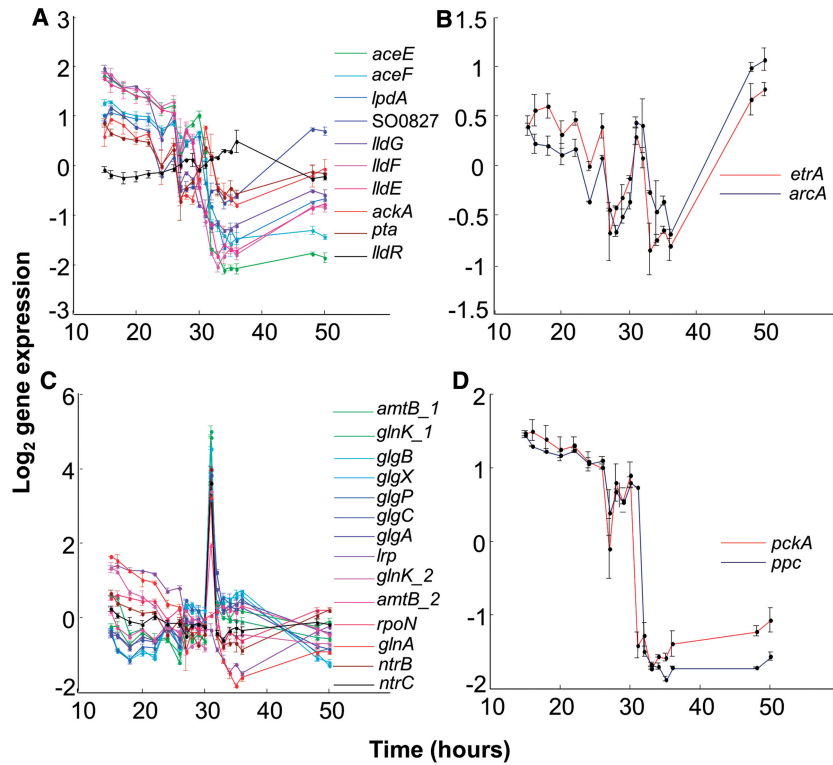 A
3
2
1
0
-1
-2
-3
10
20
30
40
50
aceE
aceF
lpdA
SO0827
lldG
lldF
lldE
ackA
pta
lldR
B
1.5
1
0.5
0
-0.5
-1
-1.5
10
20
30
40
50
etrA
arcA
C
6
4
2
0
-2
10
20
30
40
50
amtB_1
glnK_1
glgB
glgX
glgP
glgC
glgA
lrp
glnK_2
amtB_2
rpoN
glnA
ntrB
ntrC
D
2
1
0
-1
-2
10
20
30
40
50
pckA
ppc
Log2 gene expression
Time (hours)